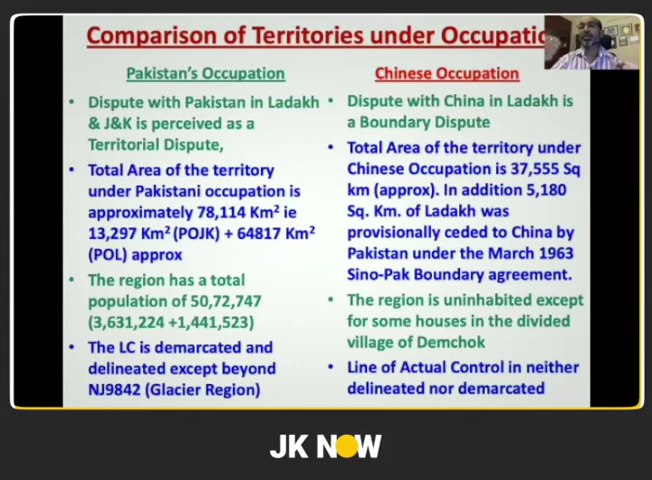 Comparison of Territories under Occupatio
Pakistan's Occupation
Dispute with Pakistan in Ladakh
& J&K is perceived as a
Territorial Dispute,
Total Area of the territory
under Pakistani occupation is
approximately 78,114 Km² ie
13,297 Km² (POJK) + 64817 Km²
(POL) approx
The region has a total
population of 50,72,747
(3,631,224 +1,441,523)
The LC is demarcated and
delineated except beyond
NJ9842 (Glacier Region)
Chinese Occupation
Dispute with China in Ladakh is
a Boundary Dispute
Total Area of the territory under
Chinese Occupation is 37,555 Sq
km (approx). In addition 5,180
Sq. Km. of Ladakh was
provisionally ceded to China by
Pakistan under the March 1963
Sino-Pak Boundary agreement.
The region is uninhabited except
for some houses in the divided
village of Demchok
Line of Actual Control in neither
delineated nor demarcated
JK NOW